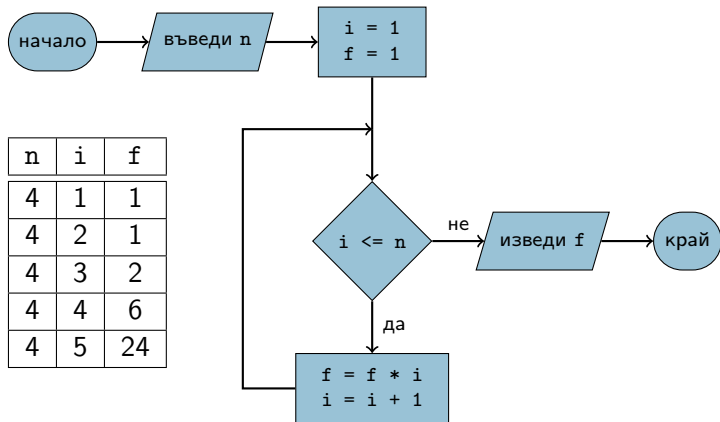 начало
въведи n
i = 1
f = 1
n i f
4 1 1
4 2 1
4 3 2
4 4 6
4 5 24
i <= n
не
изведи f
край
да
f = f * i
i = i + 1